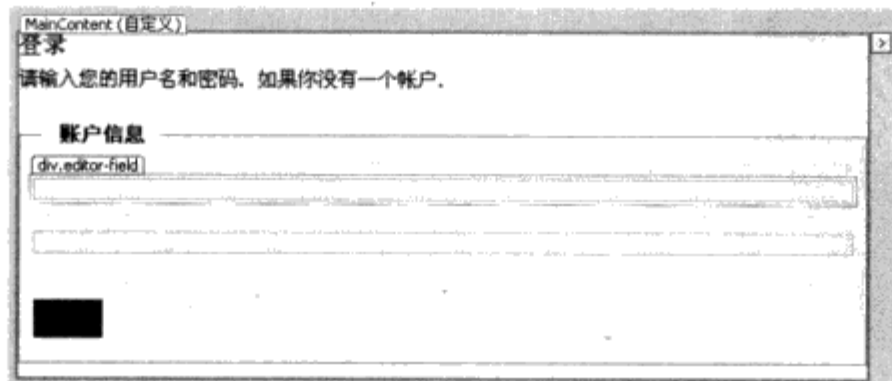 MainContent (自定义)
登录
请输入您的用户名和密码。如果你没有一个帐户.
账户信息
div.editor-field
>